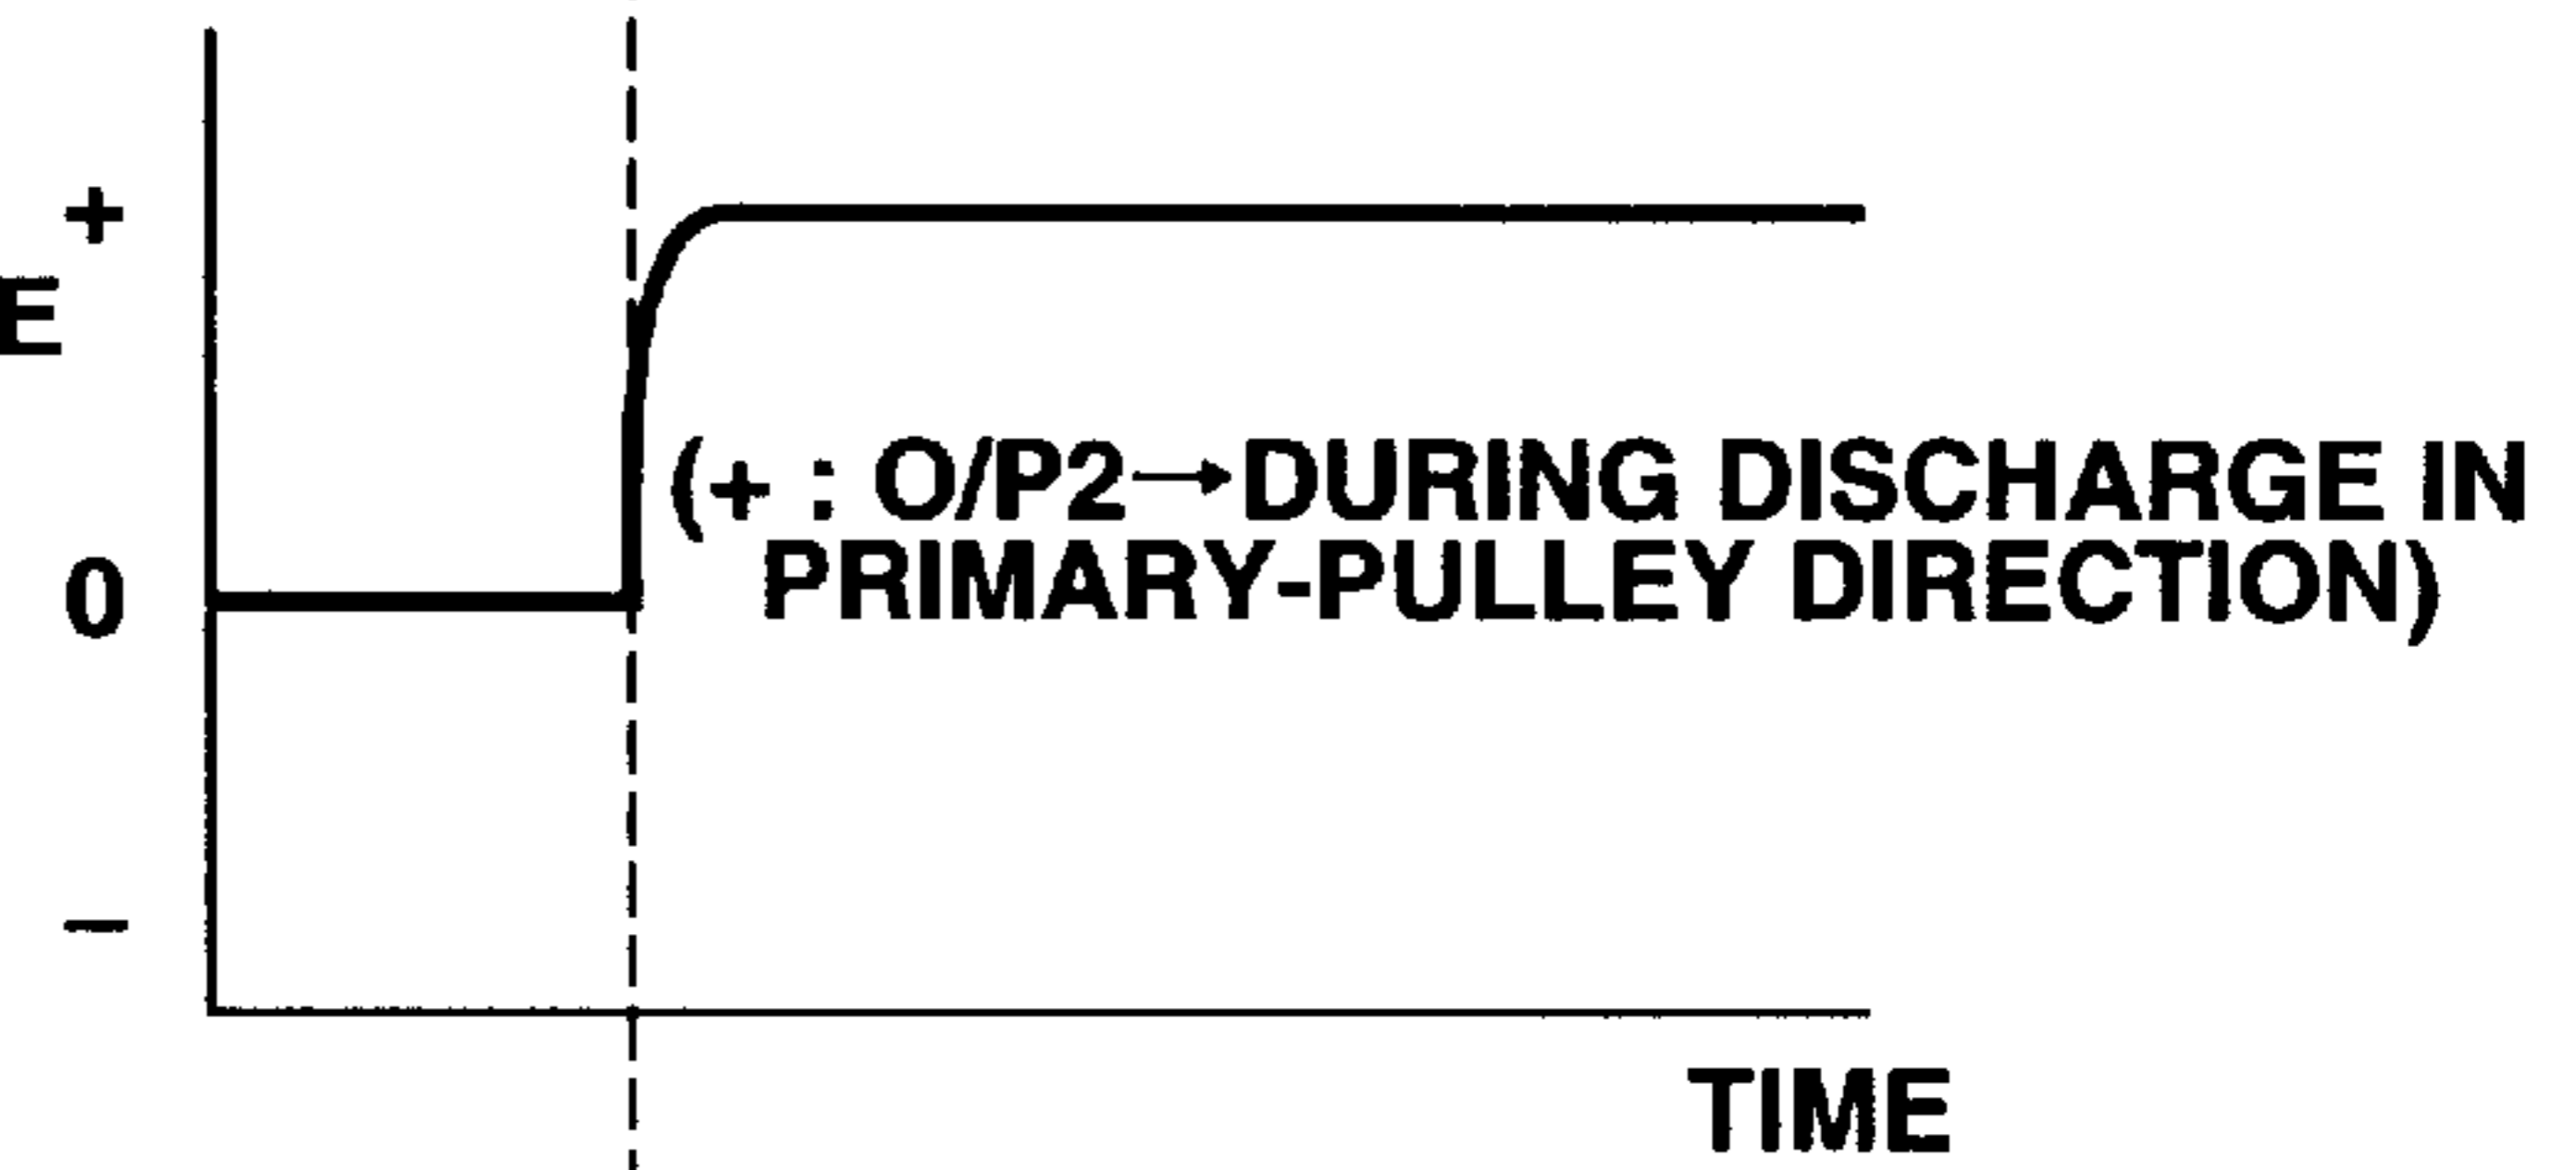 +
E
(+ : O/P2→DURING DISCHARGE IN
PRIMARY-PULLEY DIRECTION)
0
−
TIME